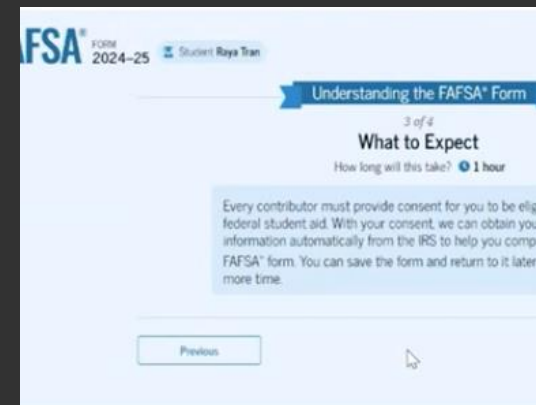 AFSA® FORM
2024–25 Student Raya Tran
Understanding the FAFSA® Form
3 of 4
What to Expect
How long will this take? 1 hour
Every contributor must provide consent for you to be elig
federal student aid. With your consent, we can obtain you
information automatically from the IRS to help you comp
FAFSA® form. You can save the form and return to it later
more time.
Previous